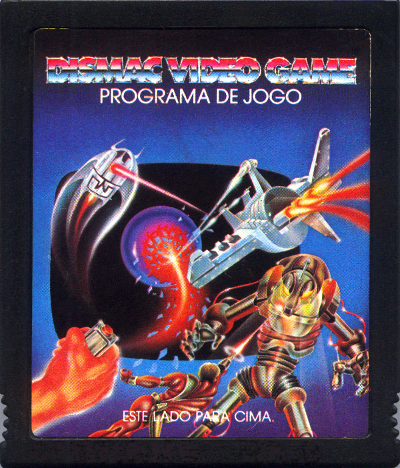 DISMAC VIDEO GAME
PROGRAMA DE JOGO
ESTE LADO PARA CIMA.